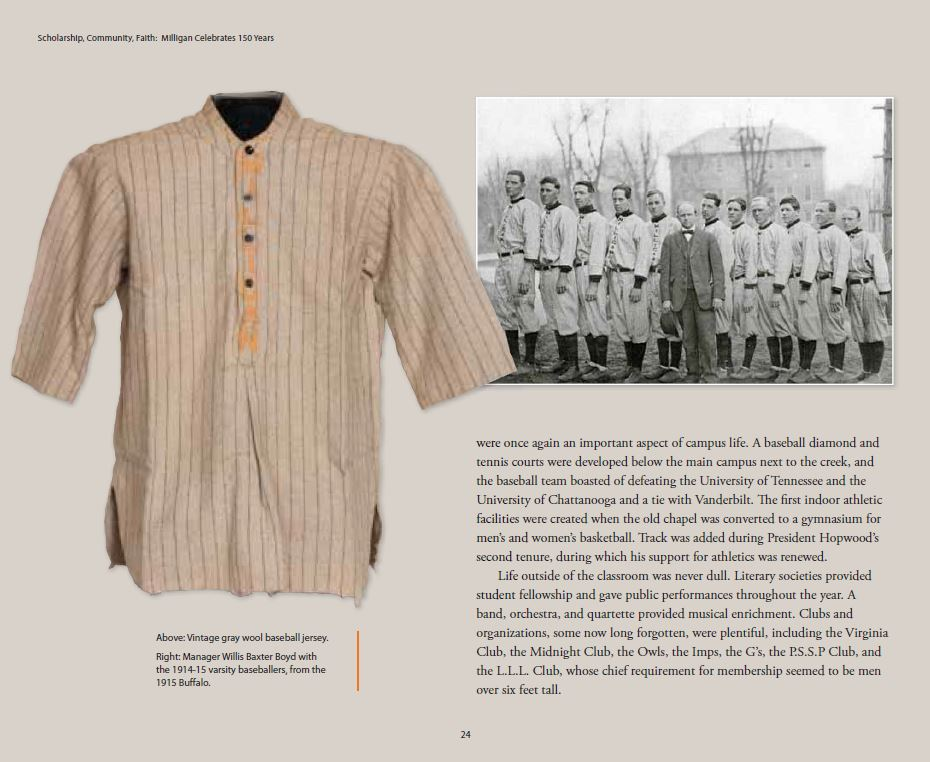 Scholarship, Community, Faith: Milligan Celebrates 150 Years
MILLIGAN
were once again an important aspect of campus life. A baseball diamond and
tennis courts were developed below the main campus next to the creek, and
the baseball team boasted of defeating the University of Tennessee and the
University of Chattanooga and a tie with Vanderbilt. The first indoor athletic
facilities were created when the old chapel was converted to a gymnasium for
men's and women's basketball. Track was added during President Hopwood's
second tenure, during which his support for athletics was renewed.
Life outside of the classroom was never dull. Literary societies provided
student fellowship and gave public performances throughout the year. A
band, orchestra, and quartette provided musical enrichment. Clubs and
organizations, some now long forgotten, were plentiful, including the Virginia
Club, the Midnight Club, the Owls, the Imps, the G's, the P.S.S.P Club, and
the L.L.L. Club, whose chief requirement for membership seemed to be men
over six feet tall.
Above: Vintage gray wool baseball jersey.
Right: Manager Willis Baxter Boyd with
the 1914-15 varsity baseballers, from the
1915 Buffalo.
24